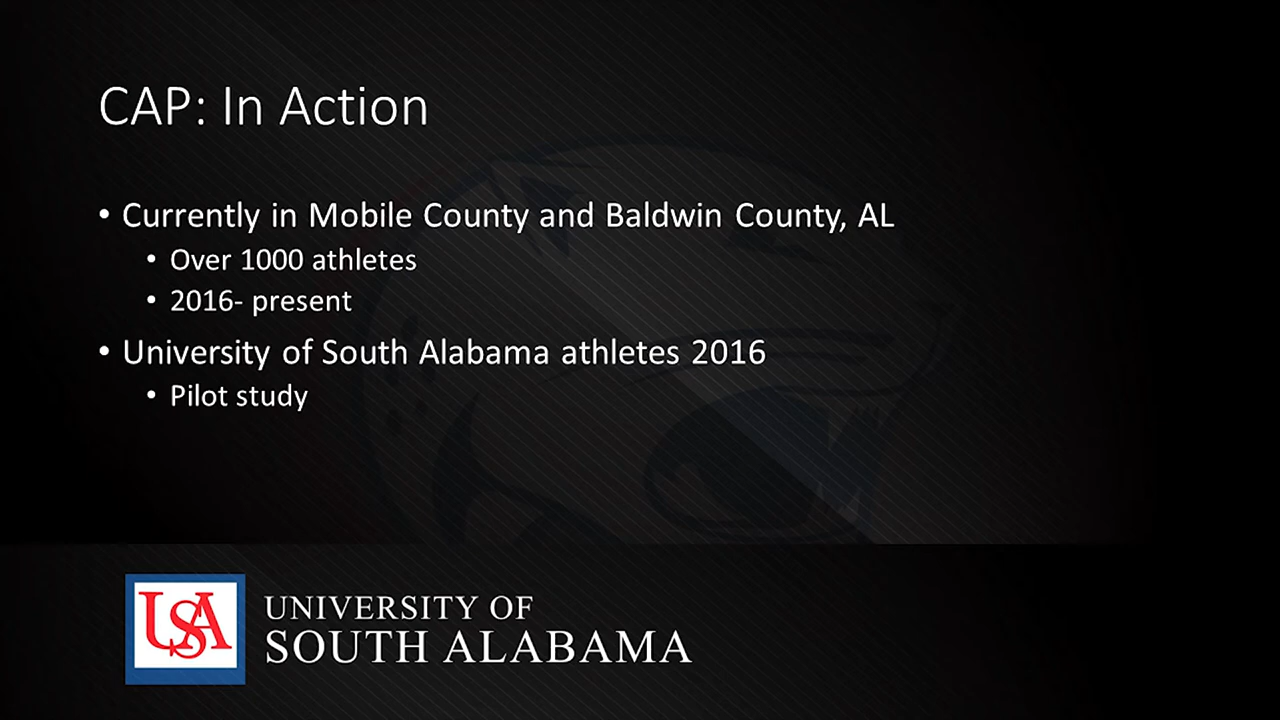 CAP: In Action
• Currently in Mobile County and Baldwin County, AL
• Over 1000 athletes
• 2016- present
• University of South Alabama athletes 2016
• Pilot study
USA
UNIVERSITY OF
SOUTH ALABAMA